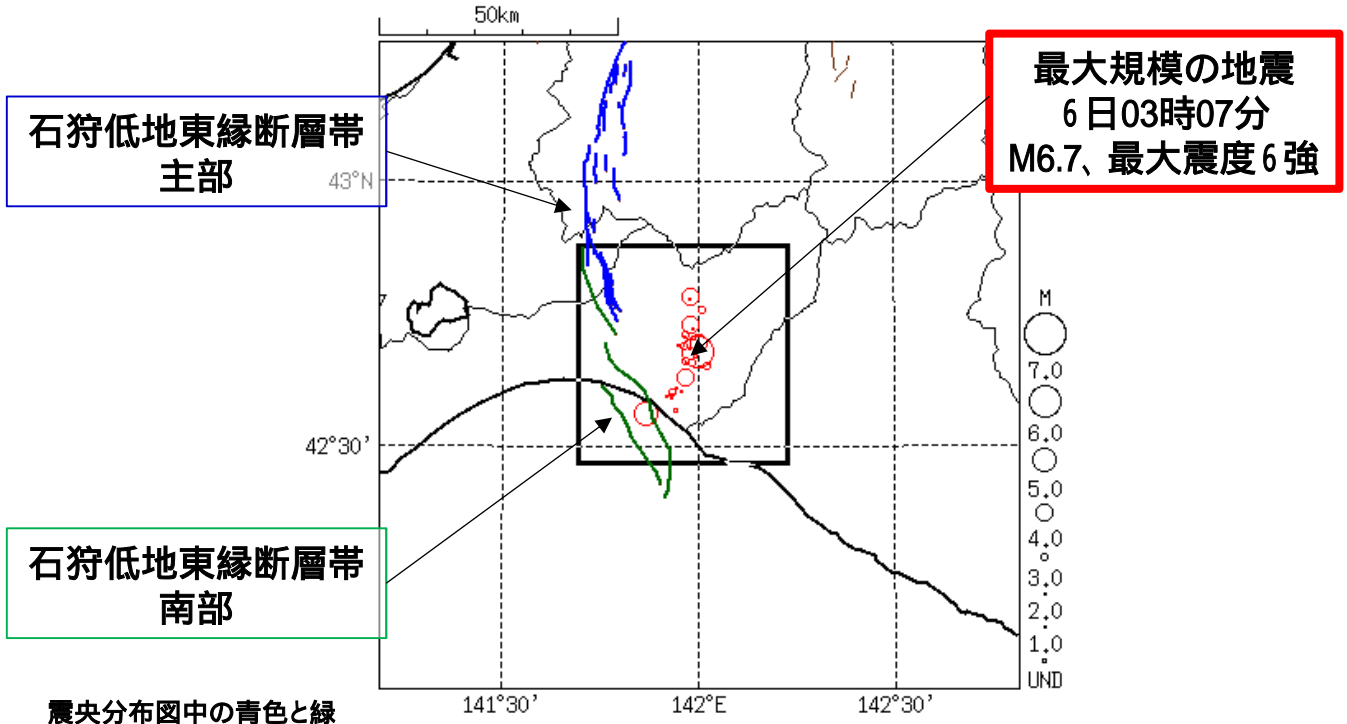 50km
最大規模の地震
6日03時07分
M6.7、最大震度6強
石狩低地東縁断層帯
主部
43°N
M
7.0
6.0
42°30'
5.0
4.0
石狩低地東縁断層帯
南部
3.0
2.0
1.0
UND
141°30'
142°E
142°30'
震央分布図中の青色と緑